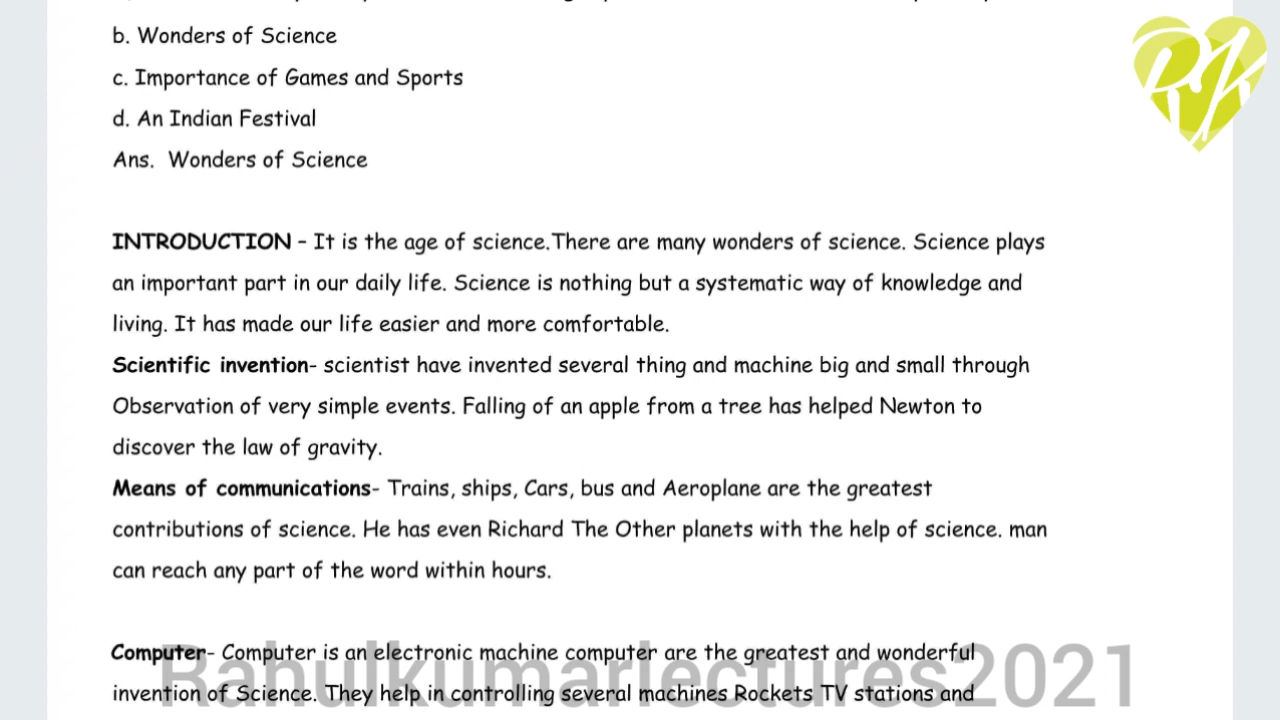 b. Wonders of Science
c. Importance of Games and Sports
d. An Indian Festival
Ans. Wonders of Science
INTRODUCTION - It is the age of science.There are many wonders of science. Science plays
an important part in our daily life. Science is nothing but a systematic way of knowledge and
living. It has made our life easier and more comfortable.
Scientific invention- scientist have invented several thing and machine big and small through
Observation of very simple events. Falling of an apple from a tree has helped Newton to
discover the law of gravity.
Means of communications- Trains, ships, Cars, bus and Aeroplane are the greatest
contributions of science. He has even Richard The Other planets with the help of science. man
can reach any part of the word within hours.
Computer- Computer is an electronic machine computer are the greatest and wonderful
invention of Science. They help in controlling several machines Rockets TV stations and
Rahulkumarlectures2021
RK